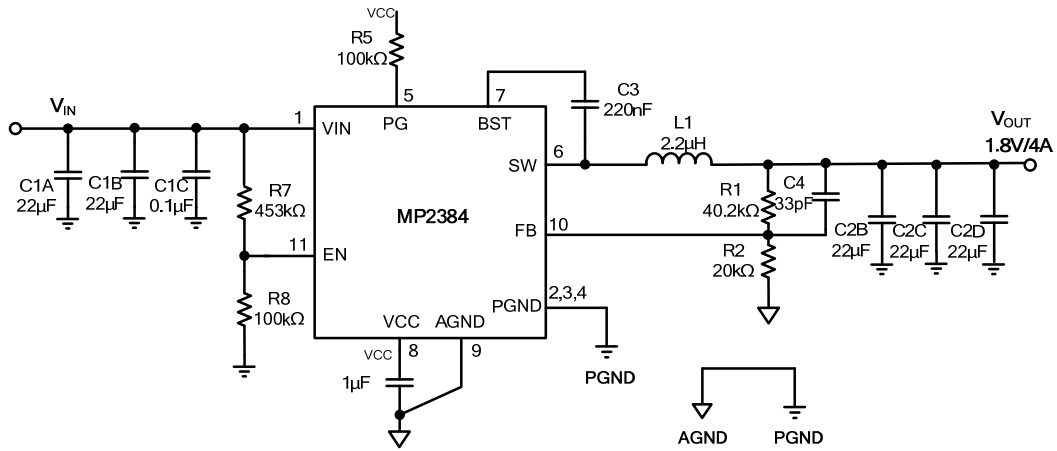 VCC
R5
100kΩ
5
7
C3
220nF
VIN
1
VIN
PG
BST
L1
2.2µH
VOUT
1.8V/4A
6
SW
C1A
22µF
C1B
22µF
C1C
0.1µF
R7
453kΩ
MP2384
R1
40.2kΩ
C4
33pF
FB
10
C2B
22µF
C2C
22µF
C2D
22µF
11
EN
R2
20kΩ
R8
100kΩ
PGND
2,3,4
VCC
AGND
VCC
8
9
1µF
PGND
AGND
PGND